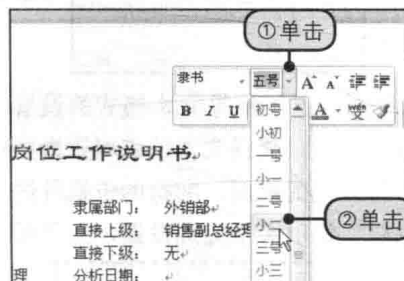 ①单击
隶书 五号 A A
B I U A 變
初号
小初
一号
小一
二号
小二
②单击
三号
小三
岗位工作说明书
隶属部门： 外销部
直接上级： 销售副总经理
直接下级： 无
理 分析日期：